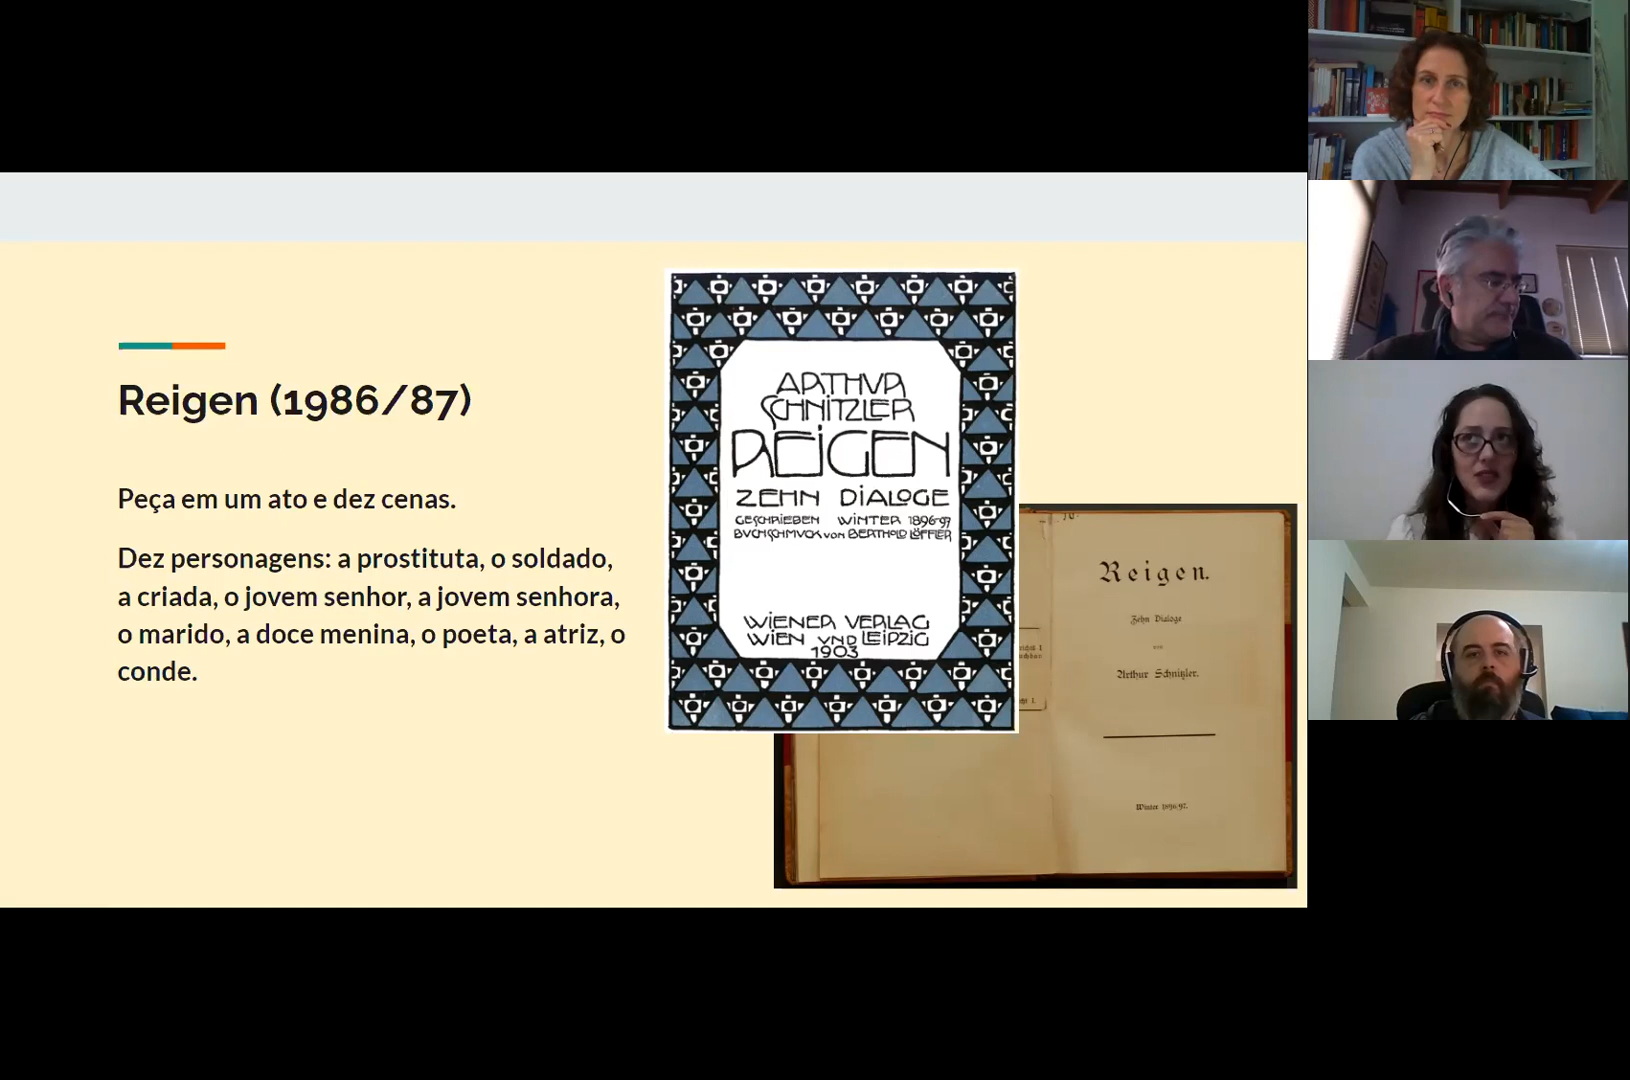 Reigen (1986/87)
Peça em um ato e dez cenas.
Dez personagens: a prostituta, o soldado,
a criada, o jovem senhor, a jovem senhora,
o marido, a doce menina, o poeta, a atriz, o
conde.
ARTHUR
SCHNITZLER
REIGEN
ZEHN DIALOGE
GESCHRIEBEN WINTER 1896-97
BUCHSCHMUCK VON BERTHOLD LÖFFLER
WIENER VERLAG
WIEN UND LEIPZIG
1903
Reigen.
Zehn Dialoge
von
Arthur Schnitzler.
Winter 1896/97.